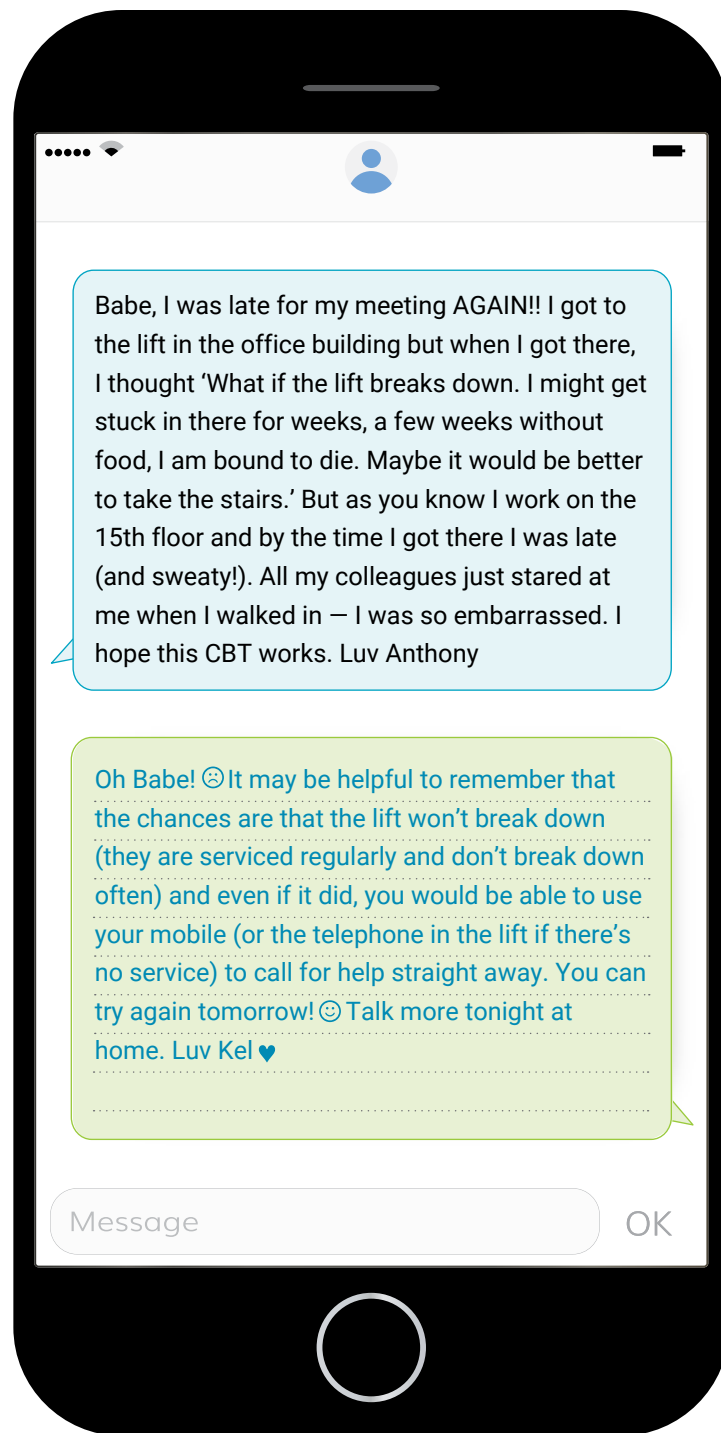 Babe, I was late for my meeting AGAIN!! I got to
the lift in the office building but when I got there,
I thought ‘What if the lift breaks down. I might get
stuck in there for weeks, a few weeks without
food, I am bound to die. Maybe it would be better
to take the stairs.’ But as you know I work on the
15th floor and by the time I got there I was late
(and sweaty!). All my colleagues just stared at
me when I walked in — I was so embarrassed. I
hope this CBT works. Luv Anthony
Oh Babe! ☹ It may be helpful to remember that
the chances are that the lift won’t break down
(they are serviced regularly and don’t break down
often) and even if it did, you would be able to use
your mobile (or the telephone in the lift if there’s
no service) to call for help straight away. You can
try again tomorrow! ☺ Talk more tonight at
home. Luv Kel ♥
Message OK